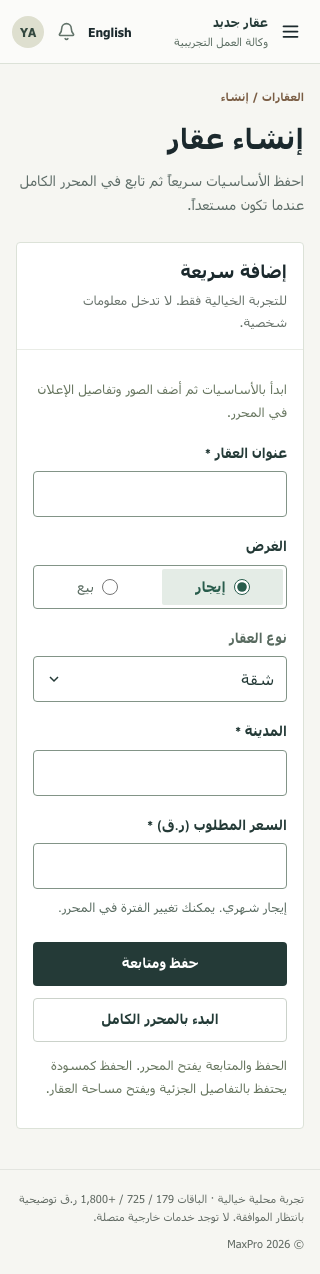 عقار جديد
وكالة العمل التجريبية
English
YA
العقارات / إنشاء
إنشاء عقار
احفظ الأساسيات سريعاً ثم تابع في المحرر الكامل
عندما تكون مستعداً.
إضافة سريعة
للتجربة الخيالية فقط. لا تدخل معلومات
شخصية.
ابدأ بالأساسيات ثم أضف الصور وتفاصيل الإعلان
في المحرر.
عنوان العقار *
الغرض
إيجار
بيع
نوع العقار
شقة
المدينة *
السعر المطلوب (ر.ق) *
إيجار شهري. يمكنك تغيير الفترة في المحرر.
حفظ ومتابعة
البدء بالمحرر الكامل
الحفظ والمتابعة يفتح المحرر. الحفظ كمسودة
يحتفظ بالتفاصيل الجزئية ويفتح مساحة العقار.
تجربة محلية خيالية · الباقات 179 / 725 / +1,800 ر.ق توضيحية
بانتظار الموافقة. لا توجد خدمات خارجية متصلة.
© 2026 MaxPro